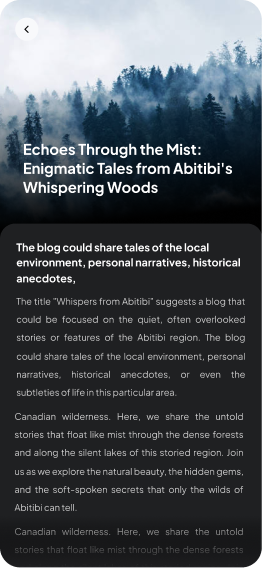 Echoes Through the Mist:
Enigmatic Tales from Abitibi's
Whispering Woods
The blog could share tales of the local
environment, personal narratives, historical
anecdotes,
The title "Whispers from Abitibi" suggests a blog that
could be focused on the quiet, often overlooked
stories or features of the Abitibi region. The blog
could share tales of the local environment, personal
narratives, historical anecdotes, or even the
subtleties of life in this particular area.
Canadian wilderness. Here, we share the untold
stories that float like mist through the dense forests
and along the silent lakes of this storied region. Join
us as we explore the natural beauty, the hidden gems,
and the soft-spoken secrets that only the wilds of
Abitibi can tell.
Canadian wilderness. Here, we share the untold
stories that float like mist through the dense forests